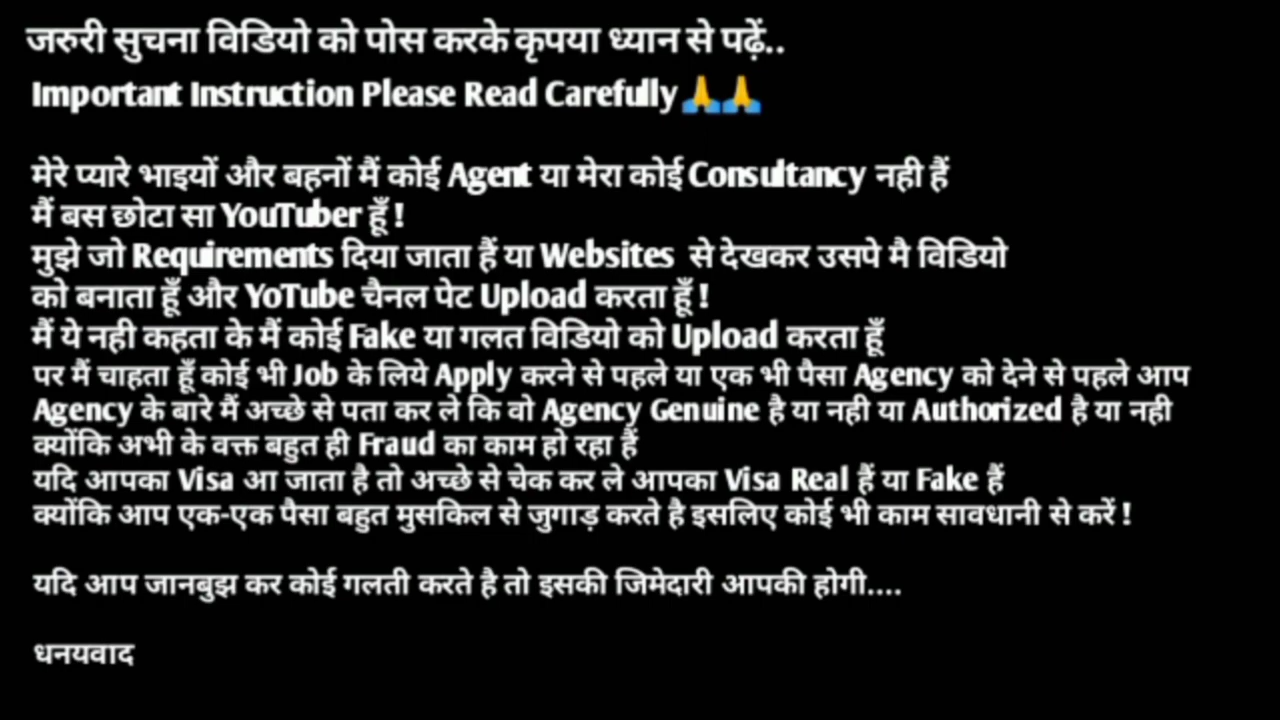 जरुरी सुचना विडियो को पोस करके कृपया ध्यान से पढ़ें..
Important Instruction Please Read Carefully🙏🙏
मेरे प्यारे भाइयों और बहनों मैं कोई Agent या मेरा कोई Consultancy नही हैं
मैं बस छोटा सा YouTuber हूँ !
मुझे जो Requirements दिया जाता हैं या Websites से देखकर उसपे मै विडियो
को बनाता हूँ और YoTube चैनल पेट Upload करता हूँ !
मैं ये नही कहता के मैं कोई Fake या गलत विडियो को Upload करता हूँ
पर मैं चाहता हूँ कोई भी Job के लिये Apply करने से पहले या एक भी पैसा Agency को देने से पहले आप
Agency के बारे मैं अच्छे से पता कर ले कि वो Agency Genuine है या नही या Authorized है या नही
क्योंकि अभी के वक्त बहुत ही Fraud का काम हो रहा हैं
यदि आपका Visa आ जाता है तो अच्छे से चेक कर ले आपका Visa Real हैं या Fake हैं
क्योंकि आप एक-एक पैसा बहुत मुसकिल से जुगाड़ करते है इसलिए कोई भी काम सावधानी से करें !
यदि आप जानबुझ कर कोई गलती करते है तो इसकी जिमेदारी आपकी होगी....
धनयवाद